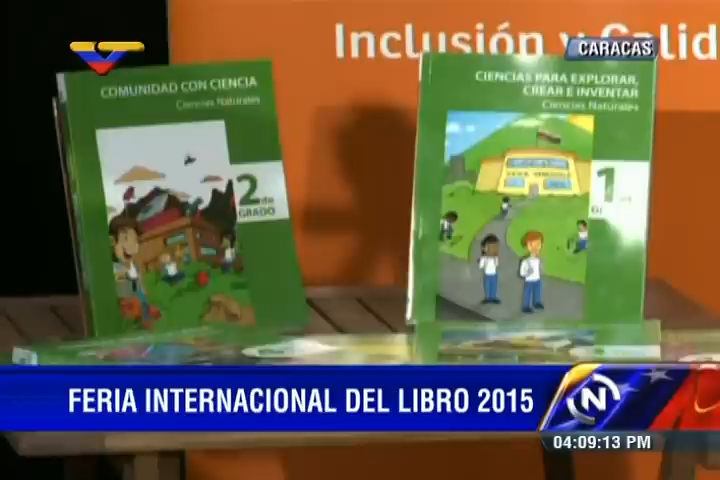 Inclusión y Calid
CARACAS
COMUNIDAD CON CIENCIA
Ciencias Naturales
2do
GRADO
CIENCIAS PARA EXPLORAR,
CREAR E INVENTAR
Ciencias Naturales
1
FERIA INTERNACIONAL DEL LIBRO 2015
N
04:09:13 PM